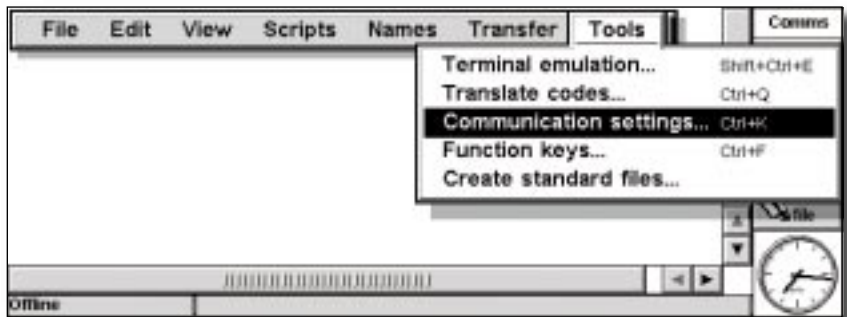 File Edit View Scripts Names Transfer Tools Comms
Terminal emulation... Shift+Ctrl+E
Translate codes... Ctrl+Q
Communication settings... Ctrl+K
Function keys... Ctrl+F
Create standard files...
file
Offline